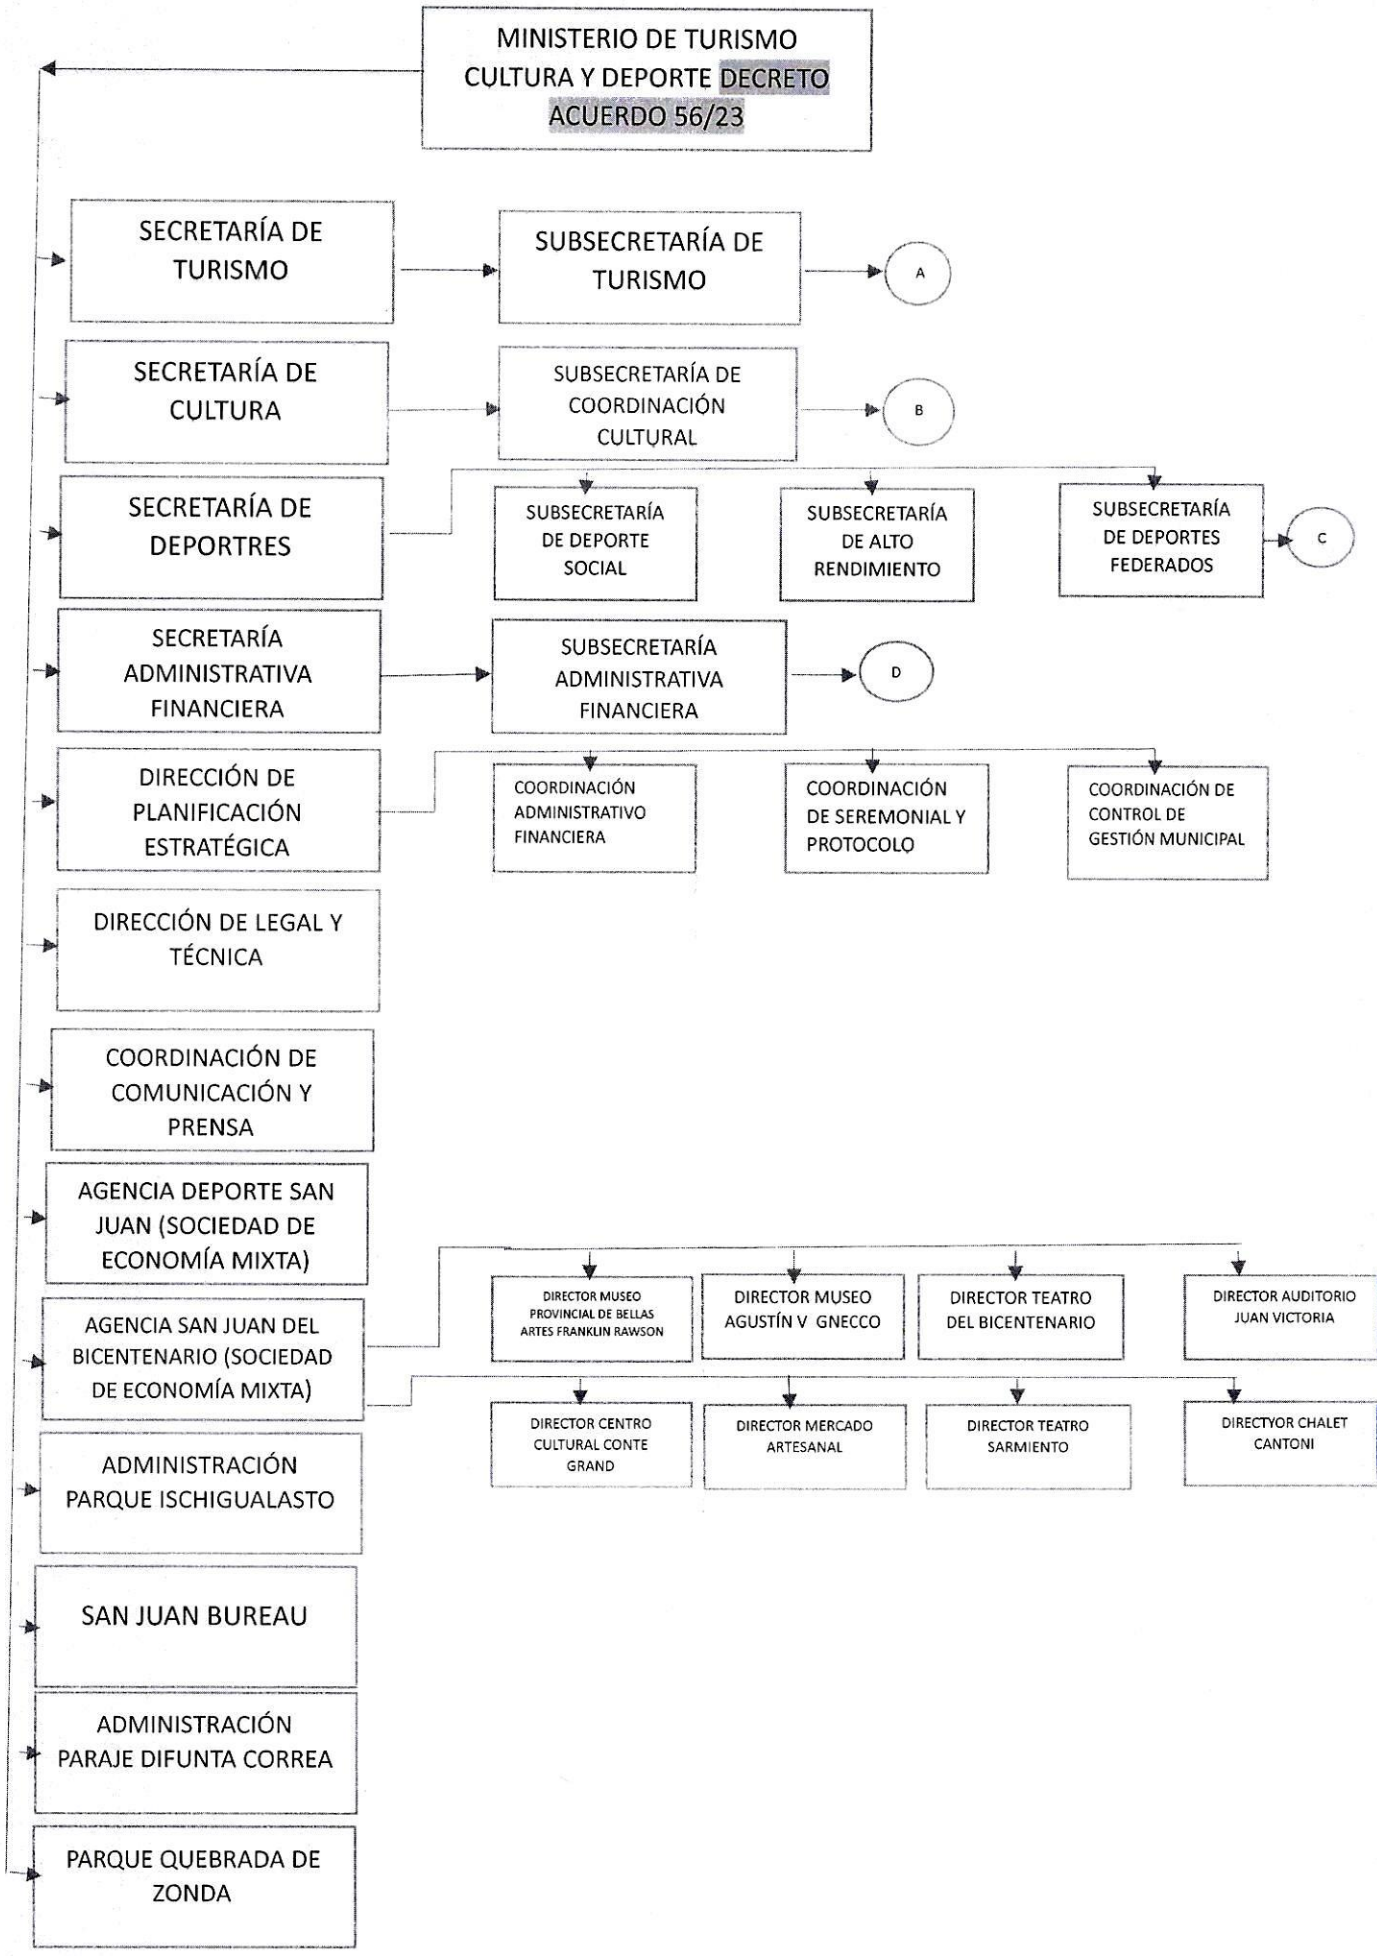 MINISTERIO DE TURISMO
CULTURA Y DEPORTE DECRETO
ACUERDO 56/23
SECRETARÍA DE
TURISMO
SUBSECRETARÍA DE
TURISMO
A
SECRETARÍA DE
CULTURA
SUBSECRETARÍA DE
COORDINACIÓN
CULTURAL
B
SECRETARÍA DE
DEPORTRES
SUBSECRETARÍA
DE DEPORTE
SOCIAL
SUBSECRETARÍA
DE ALTO
RENDIMIENTO
SUBSECRETARÍA
DE DEPORTES
FEDERADOS
C
SECRETARÍA
ADMINISTRATIVA
FINANCIERA
SUBSECRETARÍA
ADMINISTRATIVA
FINANCIERA
D
DIRECCIÓN DE
PLANIFICACIÓN
ESTRATÉGICA
COORDINACIÓN
ADMINISTRATIVO
FINANCIERA
COORDINACIÓN
DE SEREMONIAL Y
PROTOCOLO
COORDINACIÓN DE
CONTROL DE
GESTIÓN MUNICIPAL
DIRECCIÓN DE LEGAL Y
TÉCNICA
COORDINACIÓN DE
COMUNICACIÓN Y
PRENSA
AGENCIA DEPORTE SAN
JUAN (SOCIEDAD DE
ECONOMÍA MIXTA)
AGENCIA SAN JUAN DEL
BICENTENARIO (SOCIEDAD
DE ECONOMÍA MIXTA)
DIRECTOR MUSEO
PROVINCIAL DE BELLAS
ARTES FRANKLIN RAWSON
DIRECTOR MUSEO
AGUSTÍN V GNECCO
DIRECTOR TEATRO
DEL BICENTENARIO
DIRECTOR AUDITORIO
JUAN VICTORIA
DIRECTOR CENTRO
CULTURAL CONTE
GRAND
DIRECTOR MERCADO
ARTESANAL
DIRECTOR TEATRO
SARMIENTO
DIRECTYOR CHALET
CANTONI
ADMINISTRACIÓN
PARQUE ISCHIGUALASTO
SAN JUAN BUREAU
ADMINISTRACIÓN
PARAJE DIFUNTA CORREA
PARQUE QUEBRADA DE
ZONDA